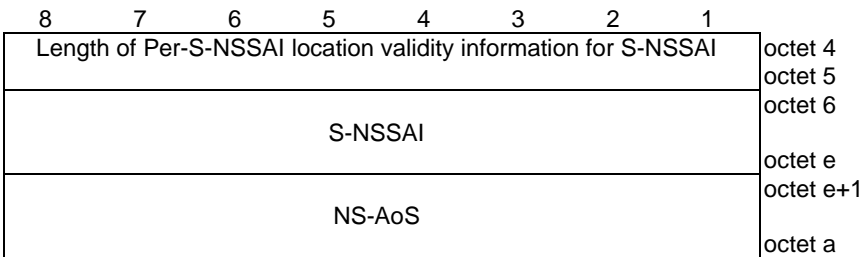 8 7 6 5 4 3 2 1
Length of Per-S-NSSAI location validity information for S-NSSAI octet 4
octet 5
octet 6
S-NSSAI
octet e
octet e+1
NS-AoS
octet a